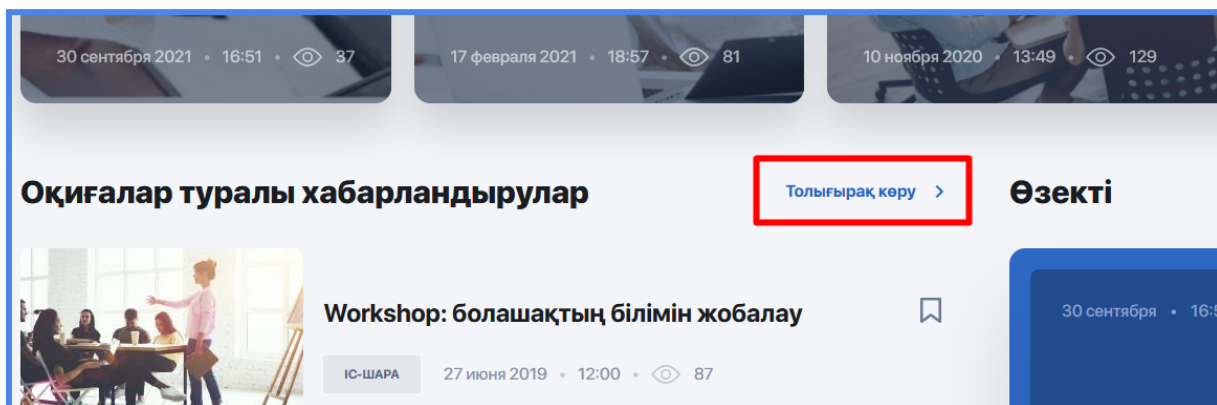 30 сентября 2021 • 16:51 • 37
17 февраля 2021 • 18:57 • 81
10 ноября 2020 • 13:49 • 129
Оқиғалар туралы хабарландырулар
Толығырақ көру >
Өзекті
Workshop: болашақтың білімін жобалау
ІС-ШАРА 27 июня 2019 • 12:00 • 87
30 сентября •